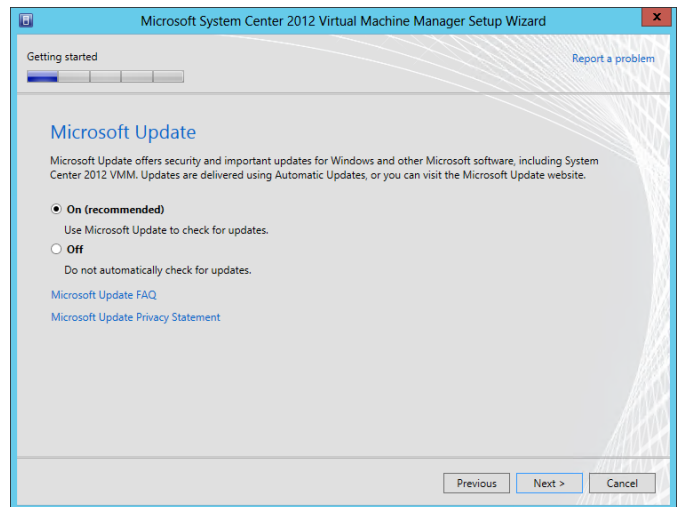 Microsoft System Center 2012 Virtual Machine Manager Setup Wizard
x
Getting started
Report a problem
Microsoft Update
Microsoft Update offers security and important updates for Windows and other Microsoft software, including System
Center 2012 VMM. Updates are delivered using Automatic Updates, or you can visit the Microsoft Update website.
On (recommended)
Use Microsoft Update to check for updates.
Off
Do not automatically check for updates.
Microsoft Update FAQ
Microsoft Update Privacy Statement
Previous
Next >
Cancel